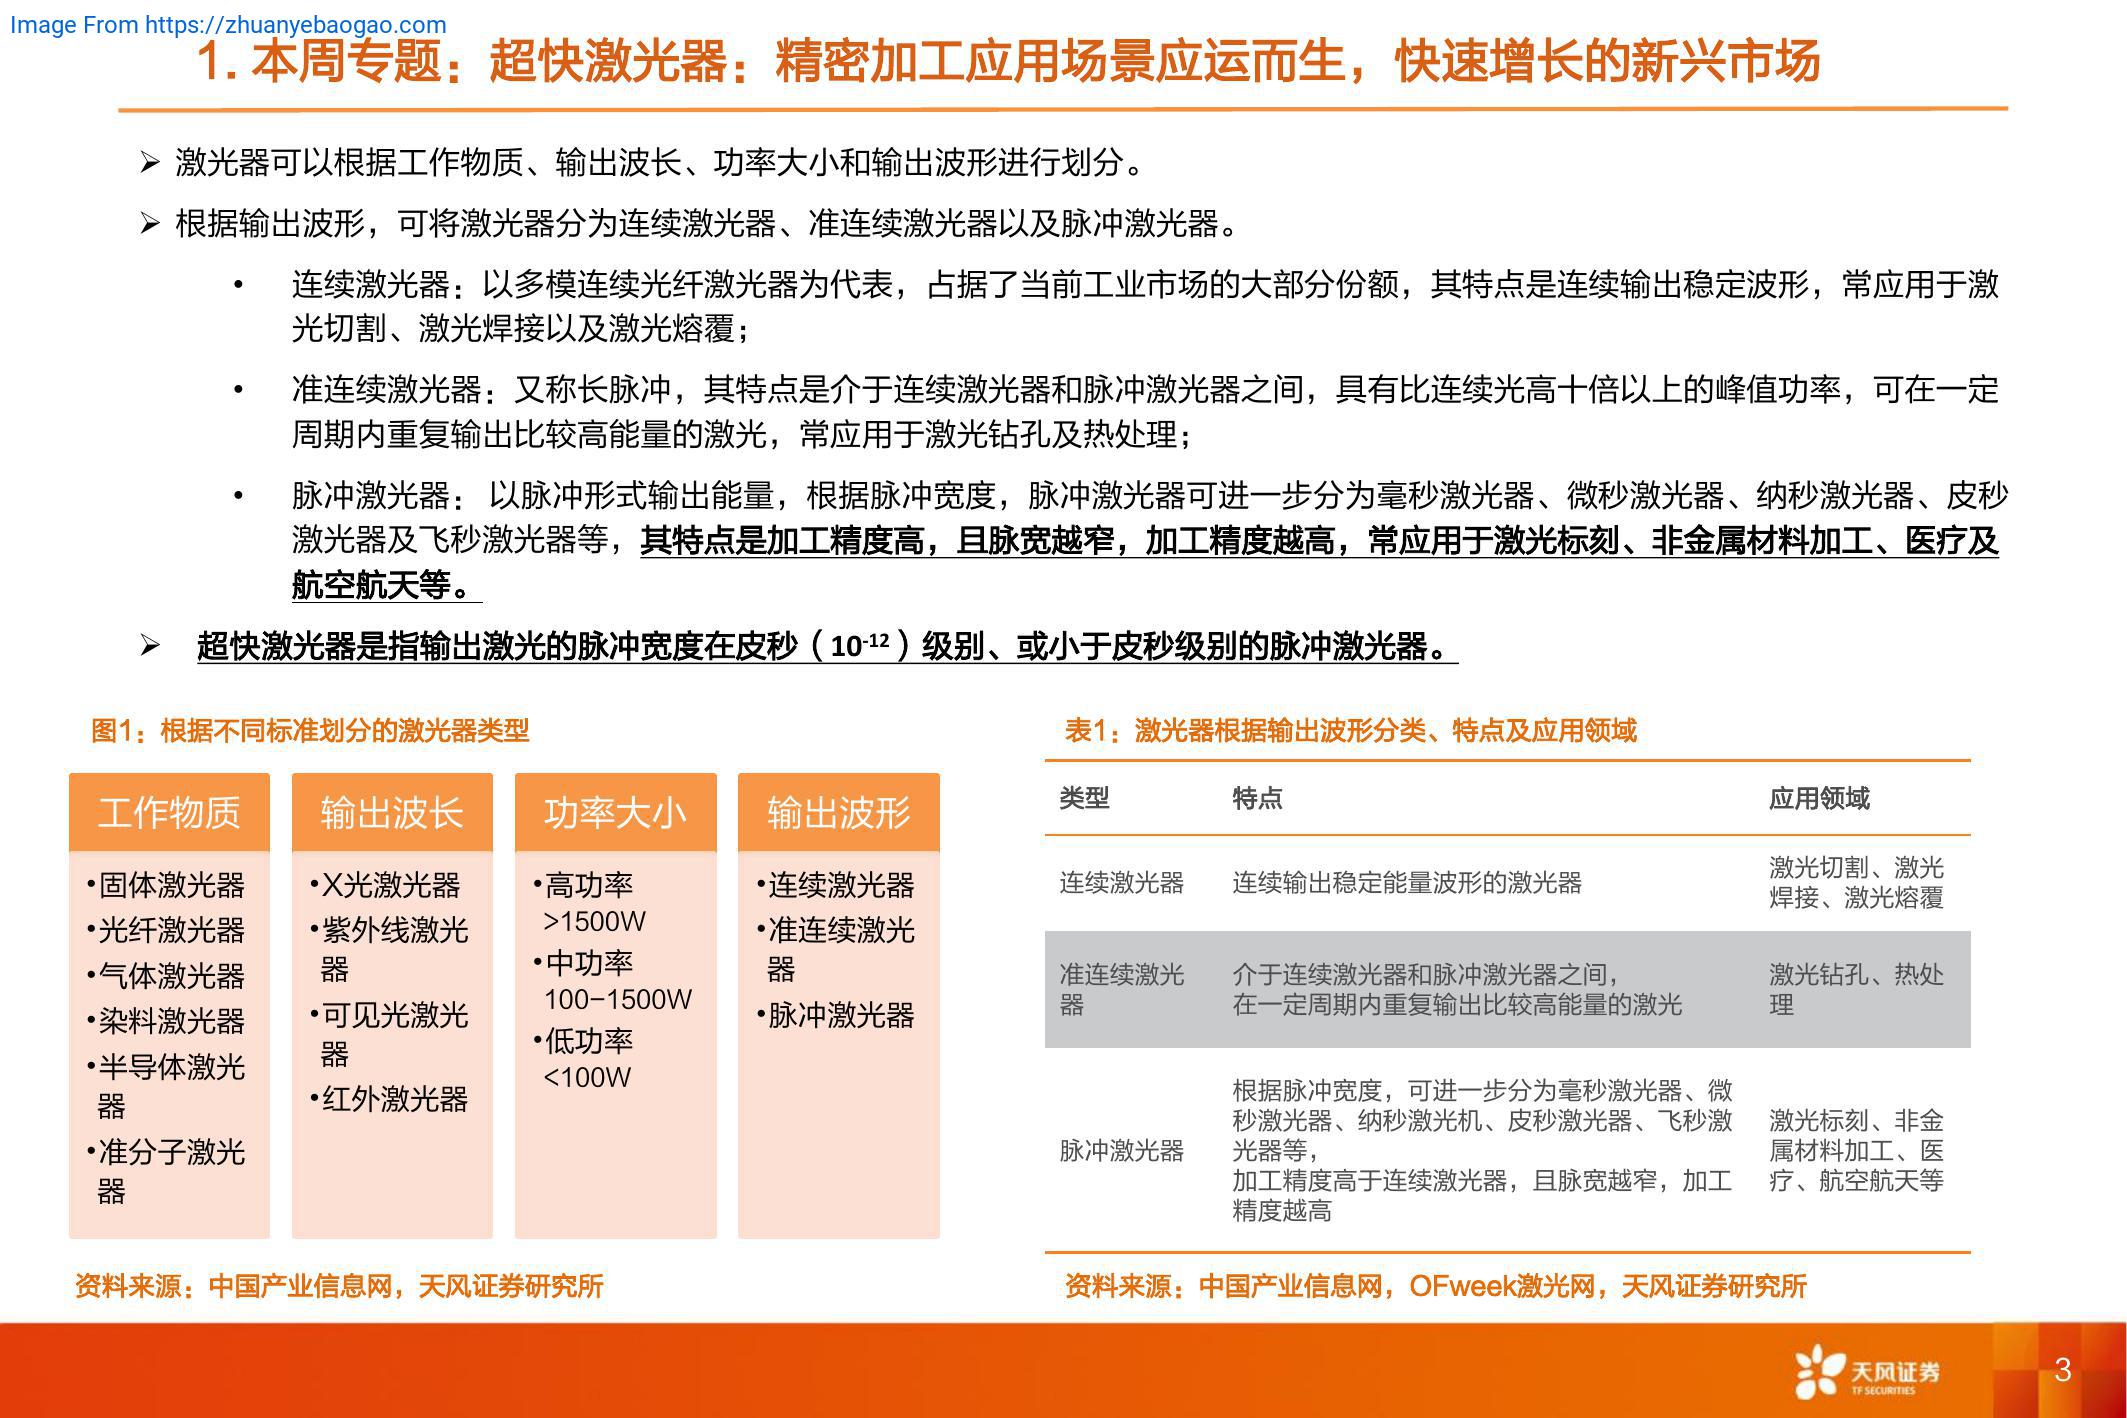 Image From https://zhuanyebaogao.com
1. 本周专题：超快激光器：精密加工应用场景应运而生，快速增长的新兴市场
➢ 激光器可以根据工作物质、输出波长、功率大小和输出波形进行划分。
➢ 根据输出波形，可将激光器分为连续激光器、准连续激光器以及脉冲激光器。
• 连续激光器：以多模连续光纤激光器为代表，占据了当前工业市场的大部分份额，其特点是连续输出稳定波形，常应用于激
光切割、激光焊接以及激光熔覆；
• 准连续激光器：又称长脉冲，其特点是介于连续激光器和脉冲激光器之间，具有比连续光高十倍以上的峰值功率，可在一定
周期内重复输出比较高能量的激光，常应用于激光钻孔及热处理；
• 脉冲激光器： 以脉冲形式输出能量，根据脉冲宽度，脉冲激光器可进一步分为毫秒激光器、微秒激光器、纳秒激光器、皮秒
激光器及飞秒激光器等，其特点是加工精度高，且脉宽越窄，加工精度越高，常应用于激光标刻、非金属材料加工、医疗及
航空航天等。
➢ 超快激光器是指输出激光的脉冲宽度在皮秒（10-12）级别、或小于皮秒级别的脉冲激光器。
图1：根据不同标准划分的激光器类型
工作物质
•固体激光器
•光纤激光器
•气体激光器
•染料激光器
•半导体激光
器
•准分子激光
器
输出波长
•X光激光器
•紫外线激光
器
•可见光激光
器
•红外激光器
功率大小
•高功率
>1500W
•中功率
100-1500W
•低功率
<100W
输出波形
•连续激光器
•准连续激光
器
•脉冲激光器
资料来源：中国产业信息网，天风证券研究所
表1：激光器根据输出波形分类、特点及应用领域
类型 特点 应用领域
连续激光器 连续输出稳定能量波形的激光器
激光切割、激光
焊接、激光熔覆
准连续激光
器
介于连续激光器和脉冲激光器之间，
在一定周期内重复输出比较高能量的激光
激光钻孔、热处
理
脉冲激光器
根据脉冲宽度，可进一步分为毫秒激光器、微
秒激光器、纳秒激光机、皮秒激光器、飞秒激
光器等，
加工精度高于连续激光器，且脉宽越窄，加工
精度越高
激光标刻、非金
属材料加工、医
疗、航空航天等
资料来源：中国产业信息网，OFweek激光网，天风证券研究所
天风证券
TF SECURITIES
3